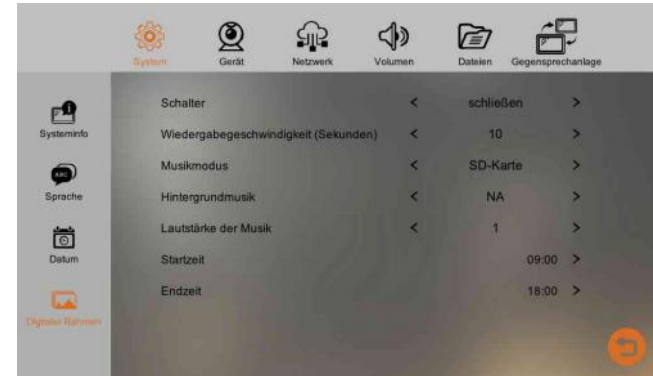 System Gerät Netzwerk Volumen Dateien Gegensprechanlage
Systeminfo
Sprache
Datum
Digitaler Rahmen
Schalter < schließen >
Wiedergabegeschwindigkeit (Sekunden) < 10 >
Musikmodus < SD-Karte >
Hintergrundmusik < NA >
Lautstärke der Musik < 1 >
Startzeit 09:00 >
Endzeit 18:00 >